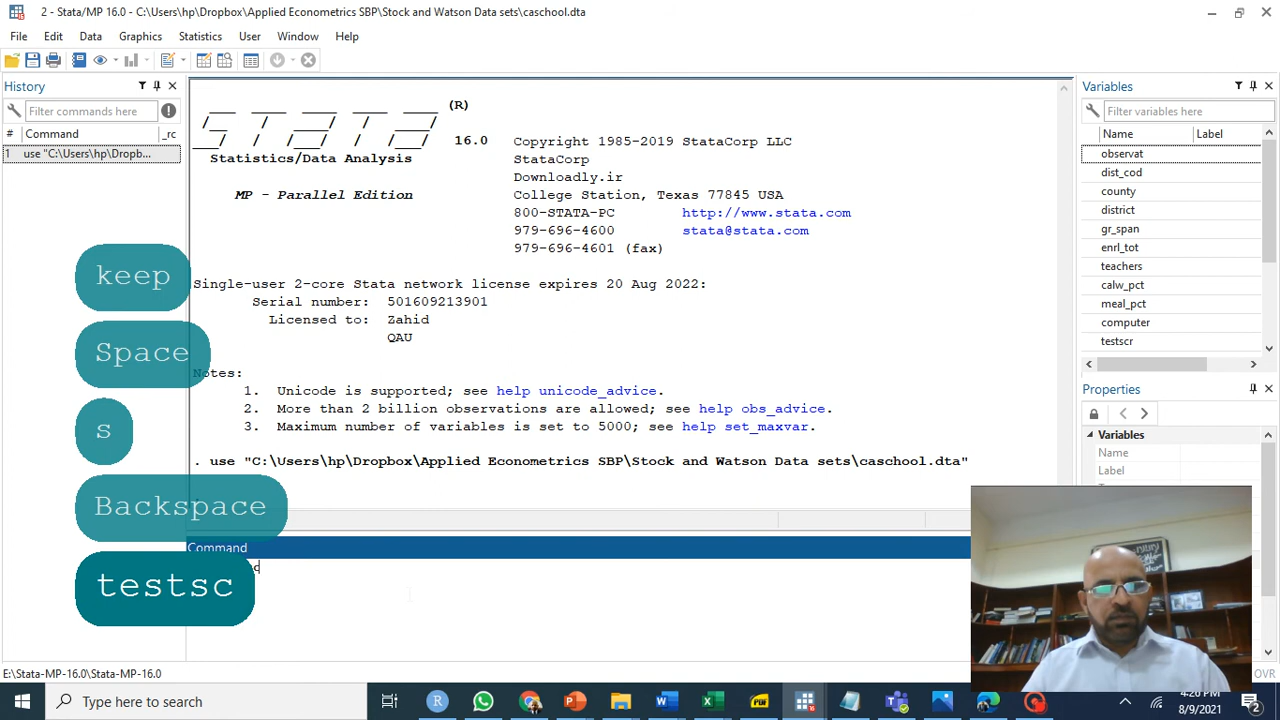 2 - Stata/MP 16.0 - C:\Users\hp\Dropbox\Applied Econometrics SBP\Stock and Watson Data sets\caschool.dta
File Edit Data Graphics Statistics User Window Help
History
Filter commands here
# Command _rc
1 use "C:\Users\hp\Dropb...
(R)
stata 16.0 Copyright 1985-2019 StataCorp LLC
Statistics/Data Analysis StataCorp
Downloadly.ir
MP - Parallel Edition College Station, Texas 77845 USA
800-STATA-PC http://www.stata.com
979-696-4600 stata@stata.com
979-696-4601 (fax)
Single-user 2-core Stata network license expires 20 Aug 2022:
Serial number: 501609213901
Licensed to: Zahid
QAU
Notes:
1. Unicode is supported; see help unicode_advice.
2. More than 2 billion observations are allowed; see help obs_advice.
3. Maximum number of variables is set to 5000; see help set_maxvar.
. use "C:\Users\hp\Dropbox\Applied Econometrics SBP\Stock and Watson Data sets\caschool.dta"
.
Command
c
keep
Space
s
Backspace
testsc
Variables
Filter variables here
Name Label
observat
dist_cod
county
district
gr_span
enrl_tot
teachers
calw_pct
meal_pct
computer
testscr
Properties
Variables
Name
Label
E:\Stata-MP-16.0\Stata-MP-16.0
OVR
Type here to search
4:20 PM
8/9/2021
2